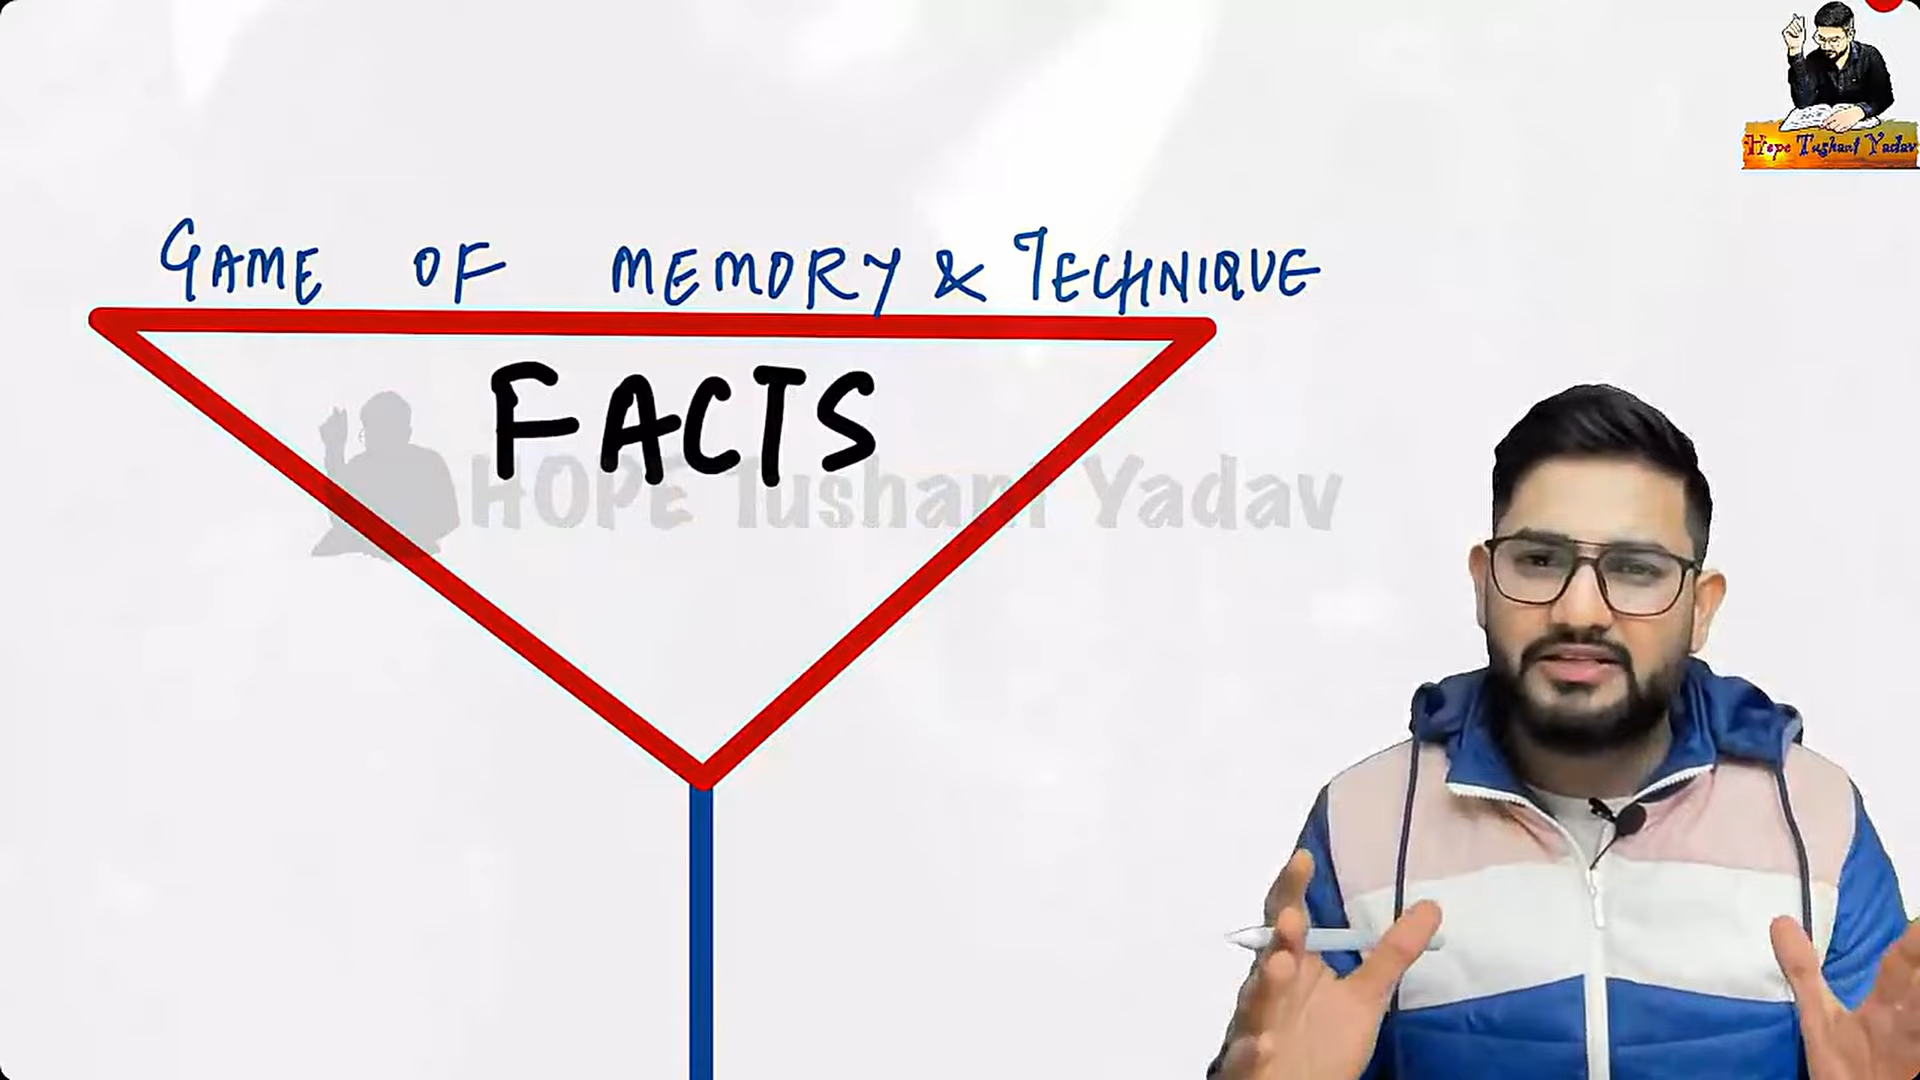 Hope Tushant Yadav
GAME OF MEMORY & TECHNIQUE
FACTS
HOPE Tushant Yadav